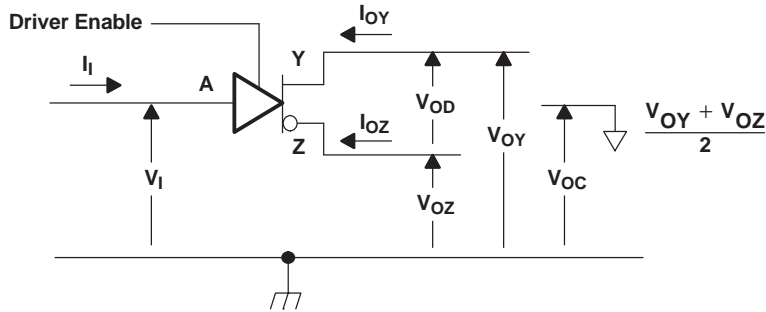 Driver Enable
I_OY
I_I
A
Y
V_OD
V_OY
I_OZ
Z
V_OY + V_OZ
2
V_I
V_OZ
V_OC